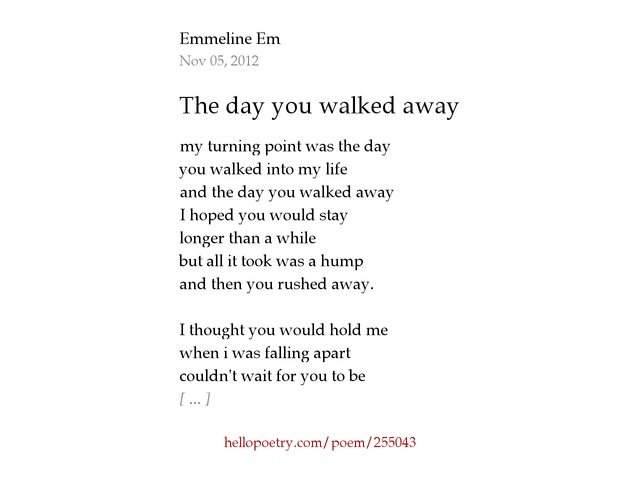 Emmeline Em
Nov 05, 2012
The day you walked away
my turning point was the day
you walked into my life
and the day you walked away
I hoped you would stay
longer than a while
but all it took was a hump
and then you rushed away.
I thought you would hold me
when i was falling apart
couldn't wait for you to be
[ ... ]
hellopoetry.com/poem/255043